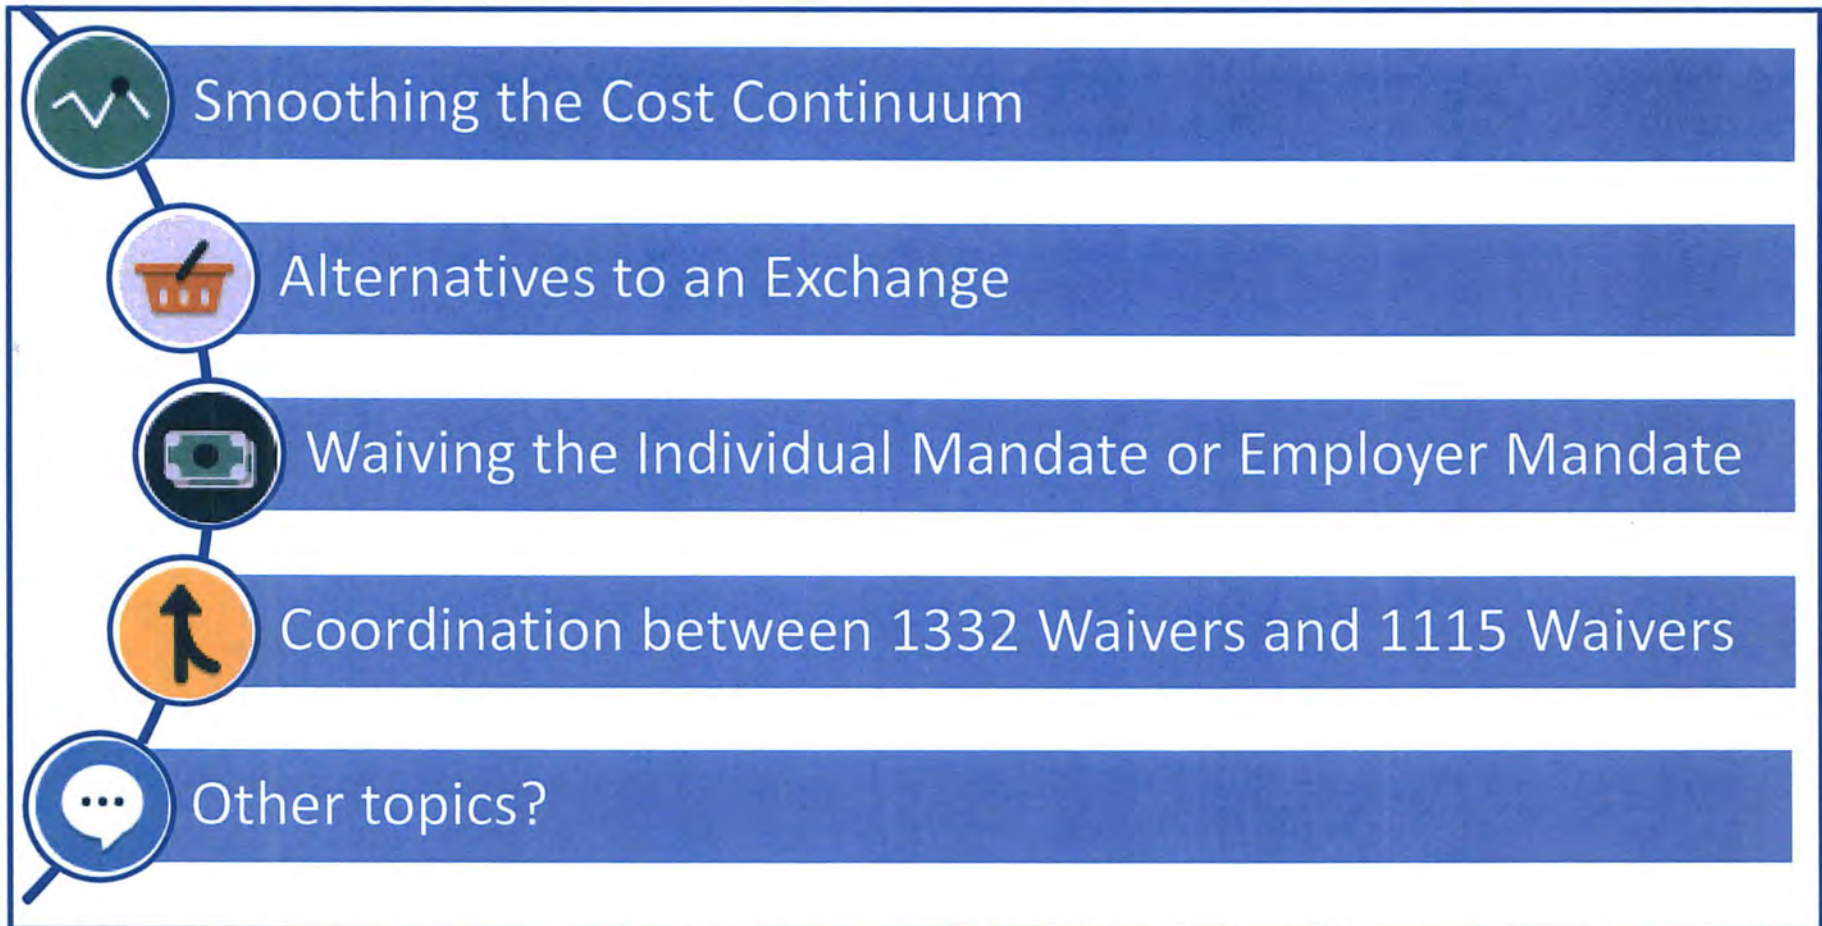 Smoothing the Cost Continuum
Alternatives to an Exchange
Waiving the Individual Mandate or Employer Mandate
Coordination between 1332 Waivers and 1115 Waivers
Other topics?